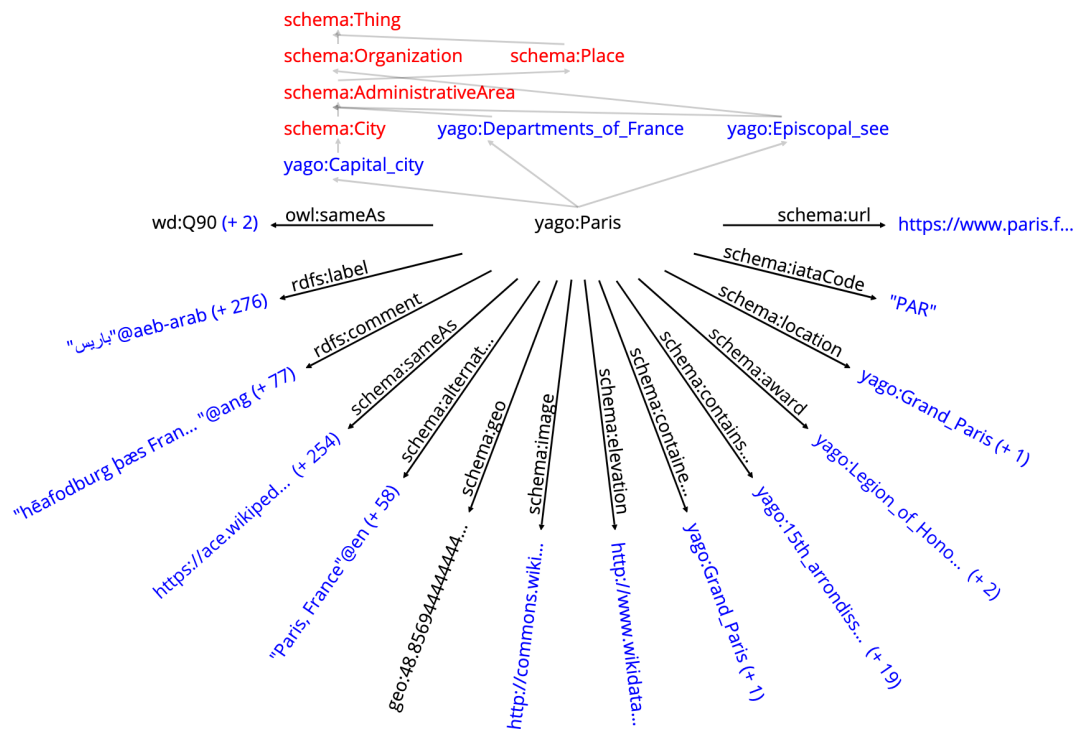 schema:Thing
schema:Organization
schema:Place
schema:AdministrativeArea
schema:City
yago:Departments_of_France
yago:Episcopal_see
yago:Capital_city
wd:Q90 (+ 2)
owl:sameAs
yago:Paris
schema:url
https://www.paris.f...
rdfs:label
"باريس"@aeb-arab (+ 276)
rdfs:comment
"hēafodburg þæs Fran... "@ang (+ 77)
schema:sameAs
https://ace.wikiped... (+ 254)
schema:alternat...
"Paris, France"@en (+ 58)
schema:geo
geo:48.856944444444...
schema:image
http://commons.wiki...
schema:elevation
http://www.wikidata...
schema:containe...
yago:Grand_Paris (+ 1)
schema:contains...
yago:15th_arrondiss... (+ 19)
schema:award
yago:Legion_of_Hono... (+ 2)
schema:location
yago:Grand_Paris (+ 1)
schema:iataCode
"PAR"